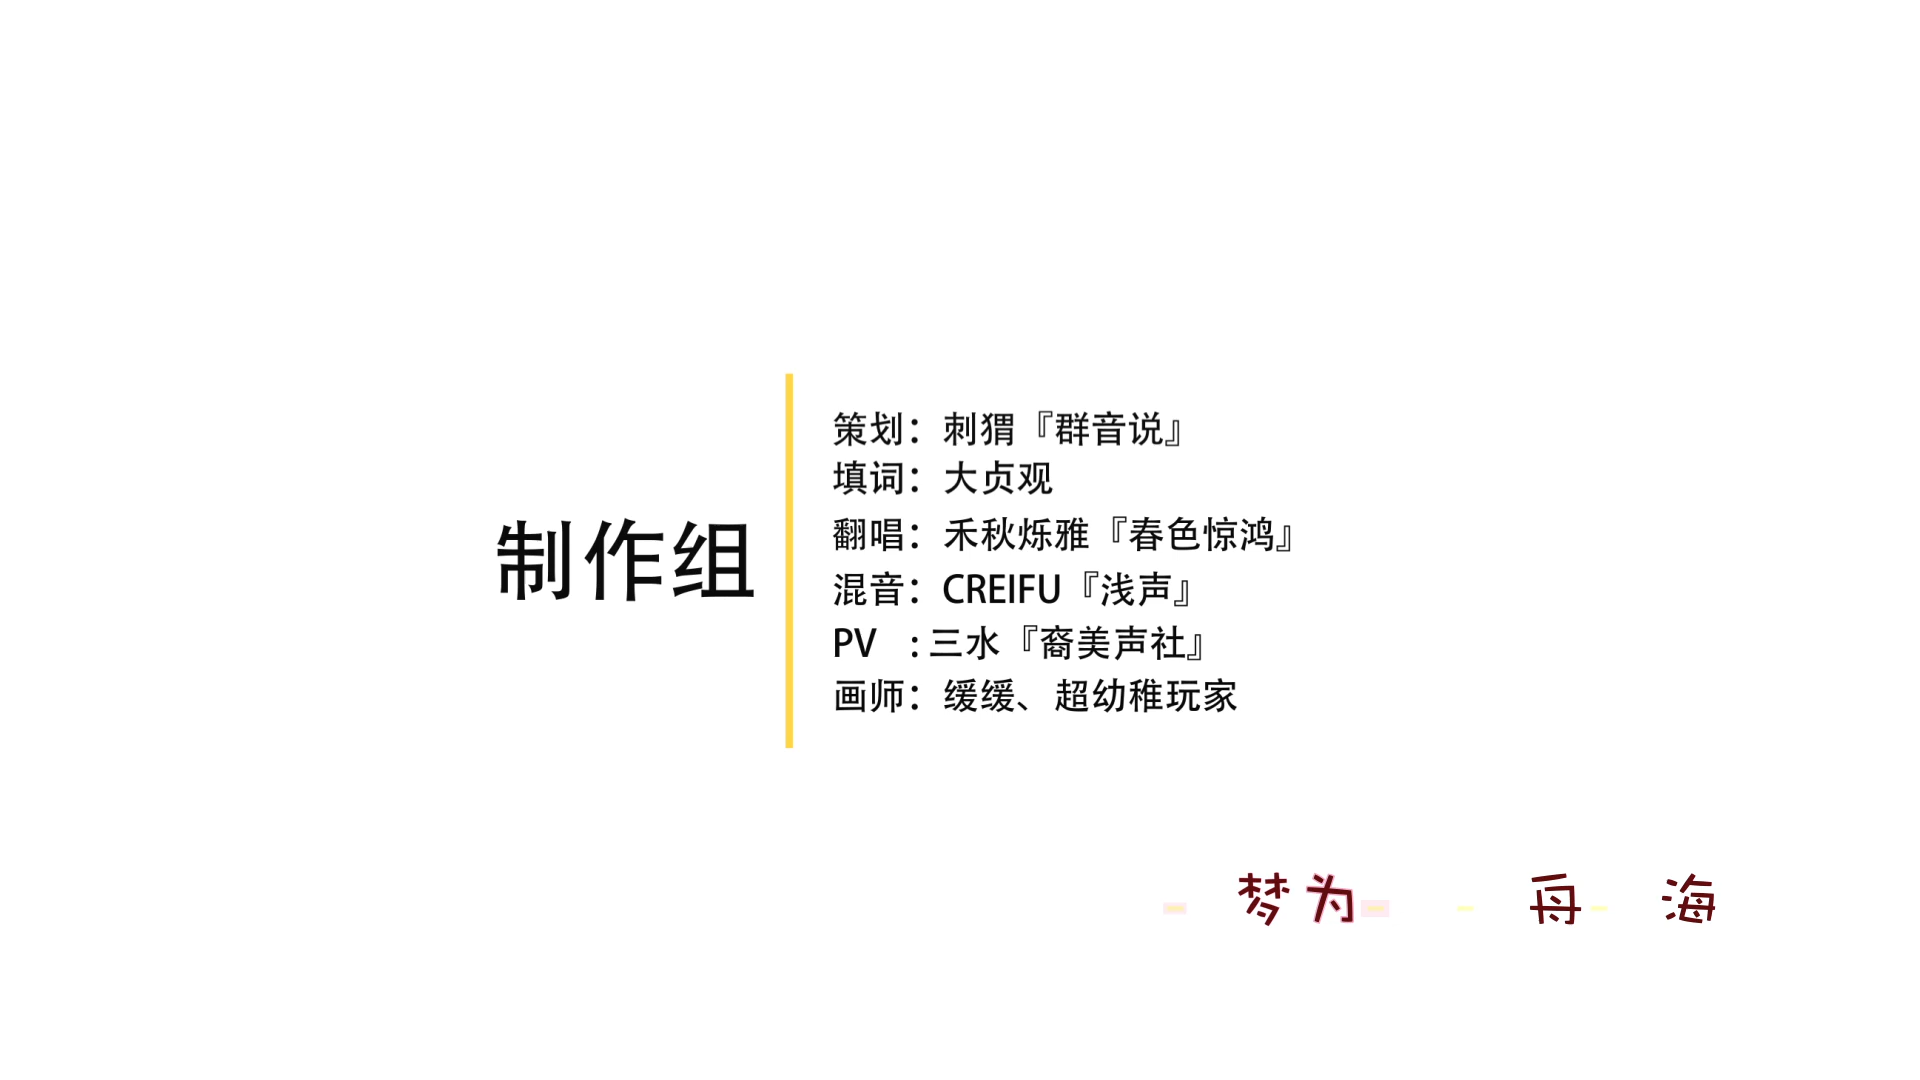 制作组
策划：刺猬『群音说』
填词：大贞观
翻唱：禾秋烁雅『春色惊鸿』
混音：CREIFU『浅声』
PV ：三水『裔美声社』
画师：缓缓、超幼稚玩家
梦为 舟 海